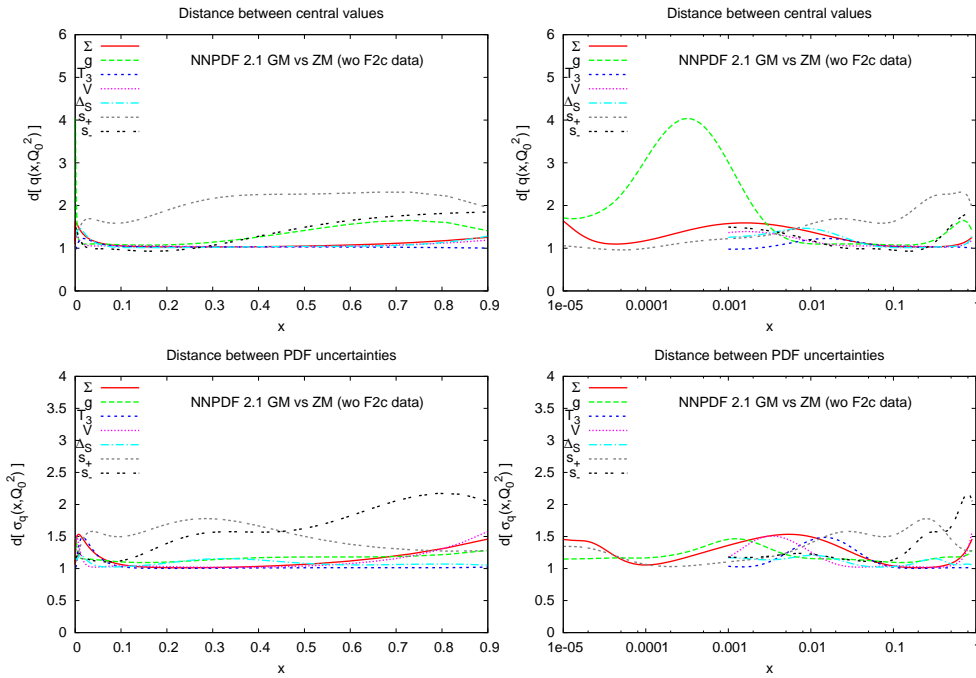 Distance between central values
d[ q(x,Q₀²) ]
6
5
4
3
2
1
0
0 0.1 0.2 0.3 0.4 0.5 0.6 0.7 0.8 0.9
x
NNPDF 2.1 GM vs ZM (wo F2c data)
Σ
g
T₃
V
Δ_S
s₊
s₋
Distance between central values
d[ q(x,Q₀²) ]
6
5
4
3
2
1
0
1e-05 0.0001 0.001 0.01 0.1 1
x
NNPDF 2.1 GM vs ZM (wo F2c data)
Σ
g
T₃
V
Δ_S
s₊
s₋
Distance between PDF uncertainties
d[ σ_q(x,Q₀²) ]
4
3.5
3
2.5
2
1.5
1
0.5
0
0 0.1 0.2 0.3 0.4 0.5 0.6 0.7 0.8 0.9
x
NNPDF 2.1 GM vs ZM (wo F2c data)
Σ
g
T₃
V
Δ_S
s₊
s₋
Distance between PDF uncertainties
d[ σ_q(x,Q₀²) ]
4
3.5
3
2.5
2
1.5
1
0.5
0
1e-05 0.0001 0.001 0.01 0.1 1
x
NNPDF 2.1 GM vs ZM (wo F2c data)
Σ
g
T₃
V
Δ_S
s₊
s₋